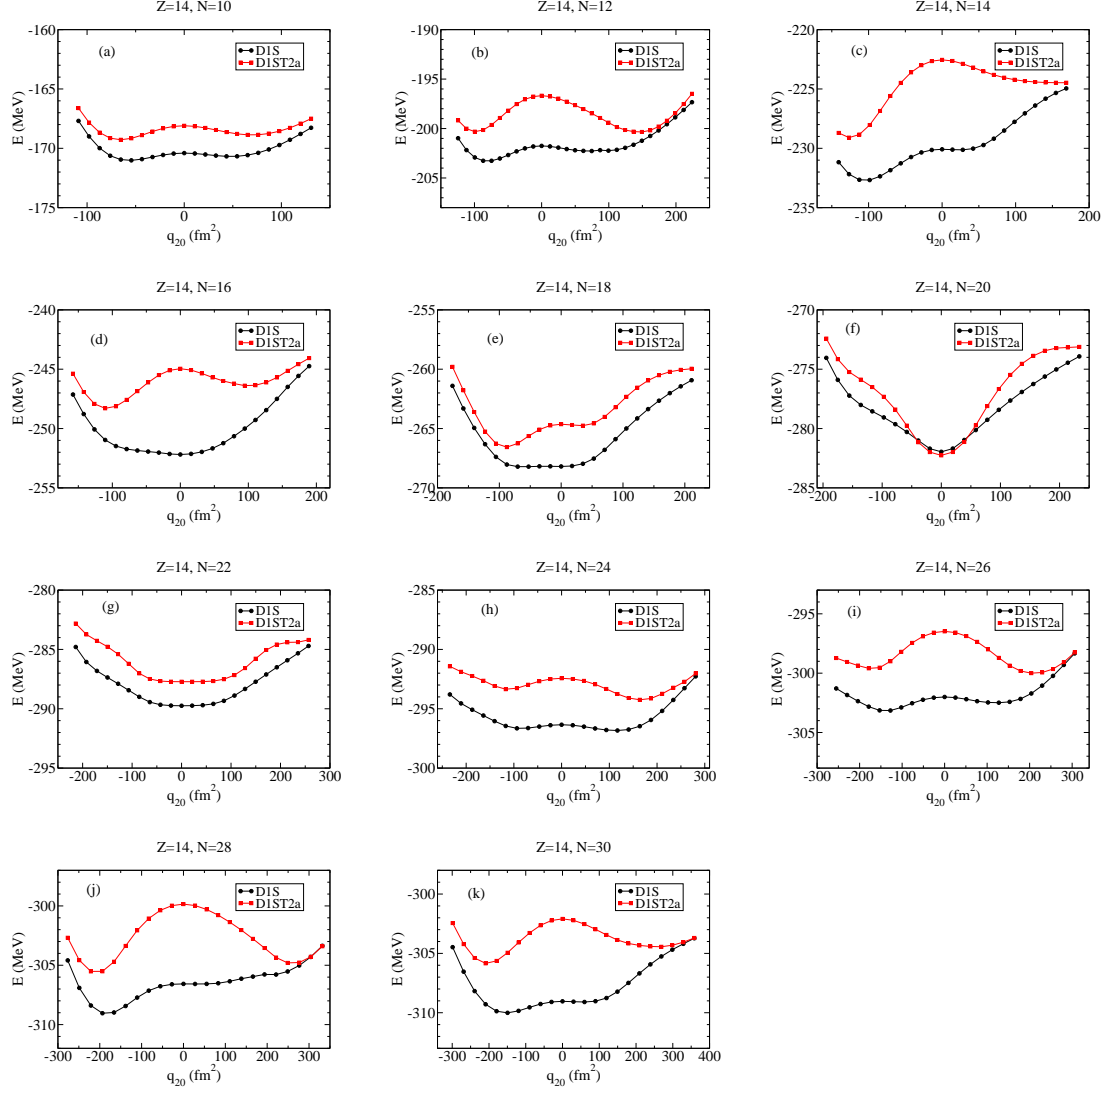 Z=14, N=10
Z=14, N=12
Z=14, N=14
(a)
D1S
D1ST2a
-160
-165
-170
-175
E (MeV)
-100
0
100
q20 (fm2)
(b)
D1S
D1ST2a
-190
-195
-200
-205
E (MeV)
-100
0
100
200
q20 (fm2)
(c)
D1S
D1ST2a
-220
-225
-230
-235
E (MeV)
-100
0
100
200
q20 (fm2)
Z=14, N=16
Z=14, N=18
Z=14, N=20
(d)
D1S
D1ST2a
-240
-245
-250
-255
E (MeV)
-100
0
100
200
q20 (fm2)
(e)
D1S
D1ST2a
-255
-260
-265
-270
E (MeV)
-200
-100
0
100
200
q20 (fm2)
(f)
D1S
D1ST2a
-270
-275
-280
-285
E (MeV)
-200
-100
0
100
200
q20 (fm2)
Z=14, N=22
Z=14, N=24
Z=14, N=26
(g)
D1S
D1ST2a
-280
-285
-290
-295
E (MeV)
-200
-100
0
100
200
300
q20 (fm2)
(h)
D1S
D1ST2a
-285
-290
-295
-300
E (MeV)
-200
-100
0
100
200
300
q20 (fm2)
(i)
D1S
D1ST2a
-295
-300
-305
E (MeV)
-300
-200
-100
0
100
200
300
q20 (fm2)
Z=14, N=28
Z=14, N=30
(j)
D1S
D1ST2a
-300
-305
-310
E (MeV)
-300
-200
-100
0
100
200
300
q20 (fm2)
(k)
D1S
D1ST2a
-300
-305
-310
E (MeV)
-300
-200
-100
0
100
200
300
400
q20 (fm2)